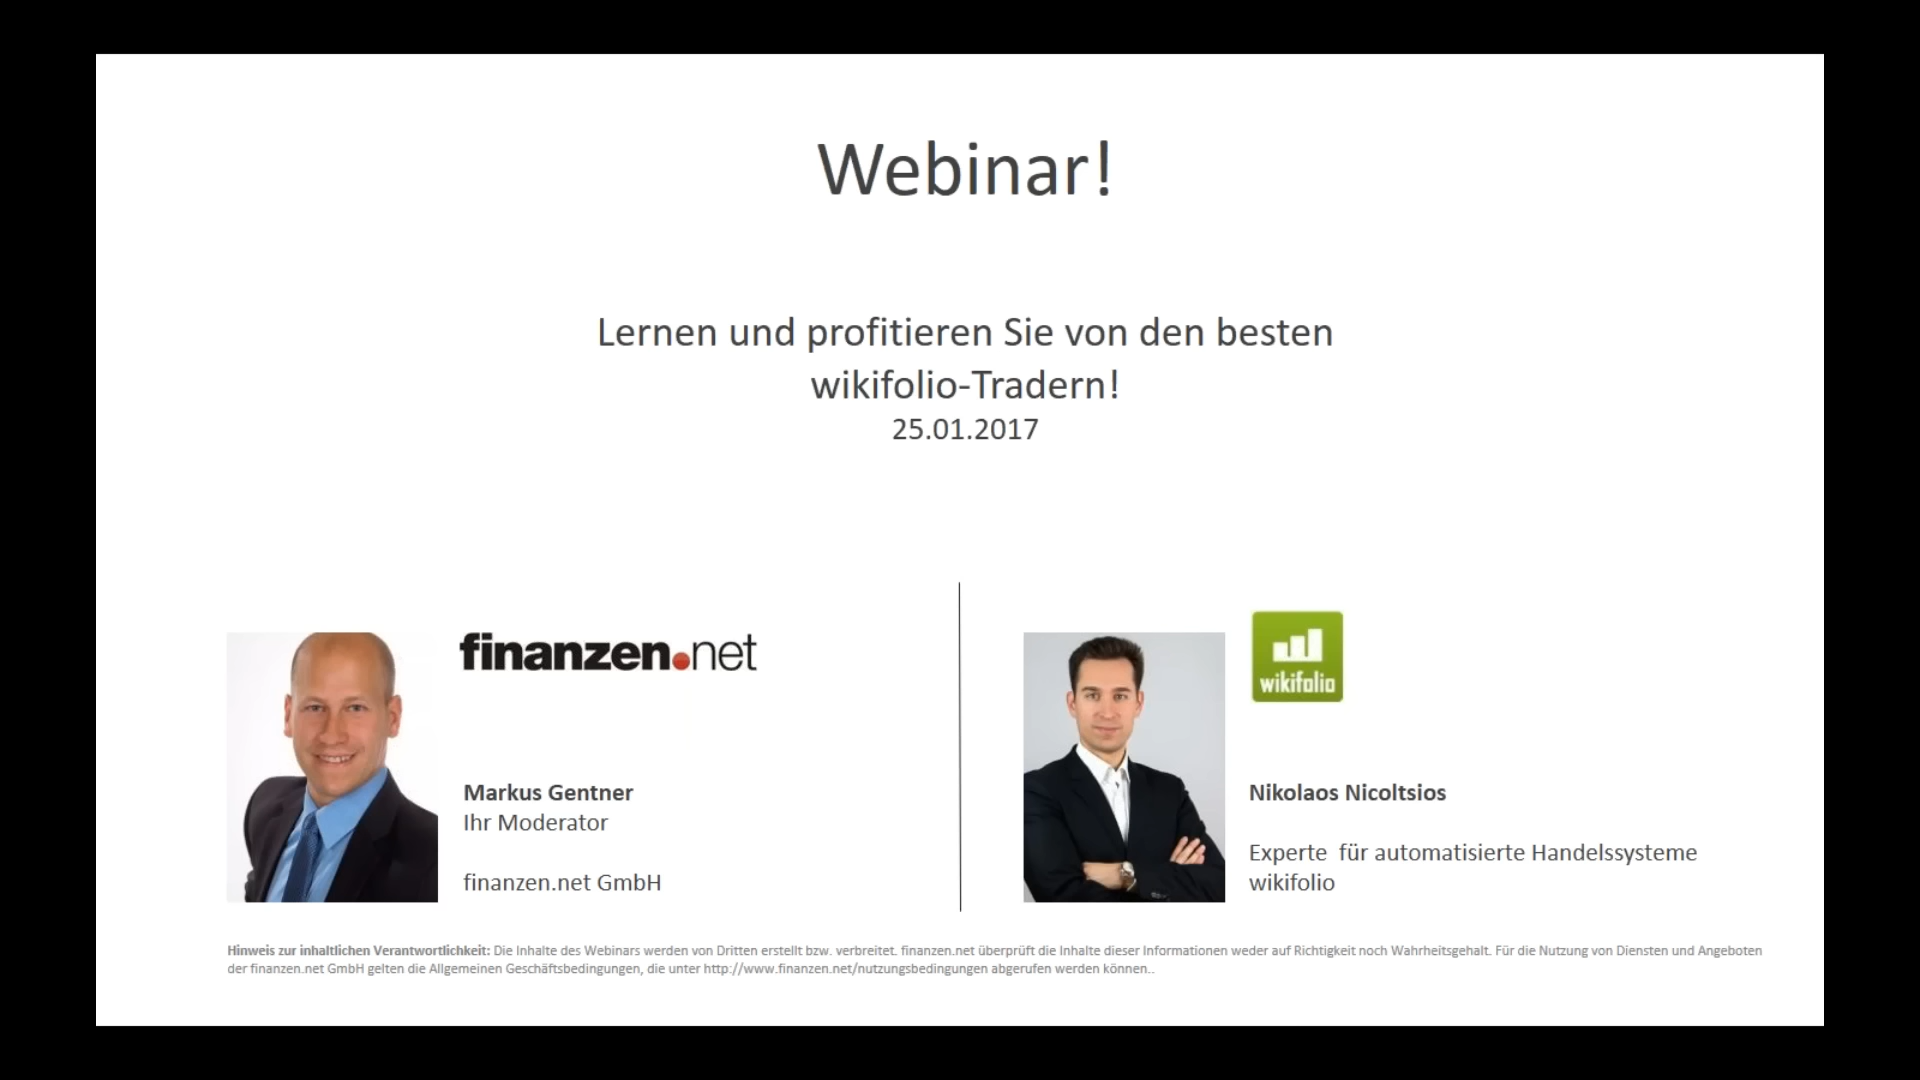 Webinar!
Lernen und profitieren Sie von den besten
wikifolio-Tradern!
25.01.2017
finanzen.net
Markus Gentner
Ihr Moderator
finanzen.net GmbH
wikifolio
Nikolaos Nicoltsios
Experte für automatisierte Handelssysteme
wikifolio
Hinweis zur inhaltlichen Verantwortlichkeit: Die Inhalte des Webinars werden von Dritten erstellt bzw. verbreitet. finanzen.net überprüft die Inhalte dieser Informationen weder auf Richtigkeit noch Wahrheitsgehalt. Für die Nutzung von Diensten und Angeboten
der finanzen.net GmbH gelten die Allgemeinen Geschäftsbedingungen, die unter http://www.finanzen.net/nutzungsbedingungen abgerufen werden können..